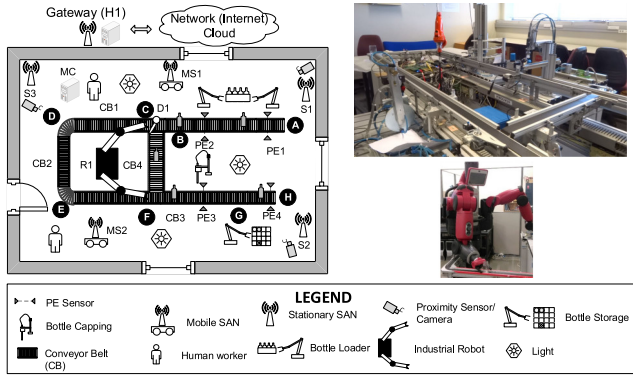 Gateway (H1)
Network (Internet)
Cloud
S3
MC
MS1
S1
CB1
C
D1
D
A
B
PE2
PE1
CB2
R1
CB4
H
E
F
CB3
PE3
G
PE4
MS2
S2
LEGEND
PE Sensor
Bottle Capping
Conveyor Belt
(CB)
Mobile SAN
Human worker
Stationary SAN
Bottle Loader
Proximity Sensor/
Camera
Industrial Robot
Bottle Storage
Light